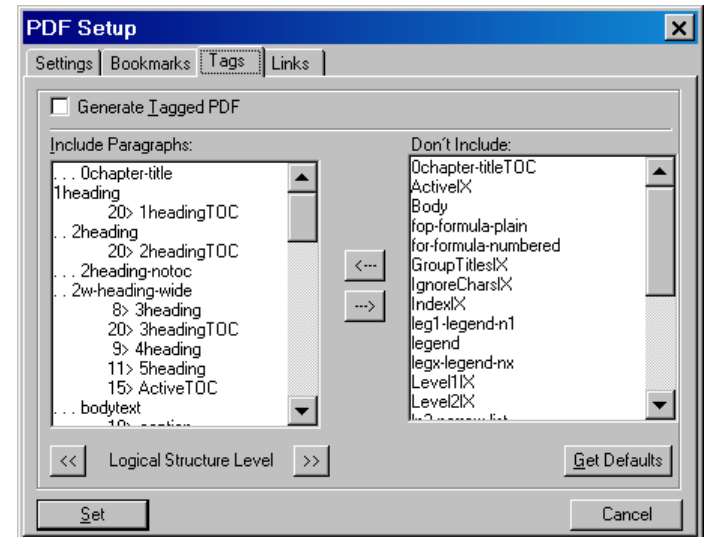 PDF Setup
Settings Bookmarks Tags Links
Generate Tagged PDF
Include Paragraphs:
. . . 0chapter-title
1heading
20> 1headingTOC
. . 2heading
20> 2headingTOC
. . . 2heading-notoc
. . 2w-heading-wide
8> 3heading
20> 3headingTOC
9> 4heading
11> 5heading
15> ActiveTOC
. . . bodytext
<---
--->
Don´t Include:
0chapter-titleTOC
ActiveIX
Body
fop-formula-plain
for-formula-numbered
GroupTitlesIX
IgnoreCharsIX
IndexIX
leg1-legend-n1
legend
legx-legend-nx
Level1IX
Level2IX
<< Logical Structure Level >>
Get Defaults
Set
Cancel